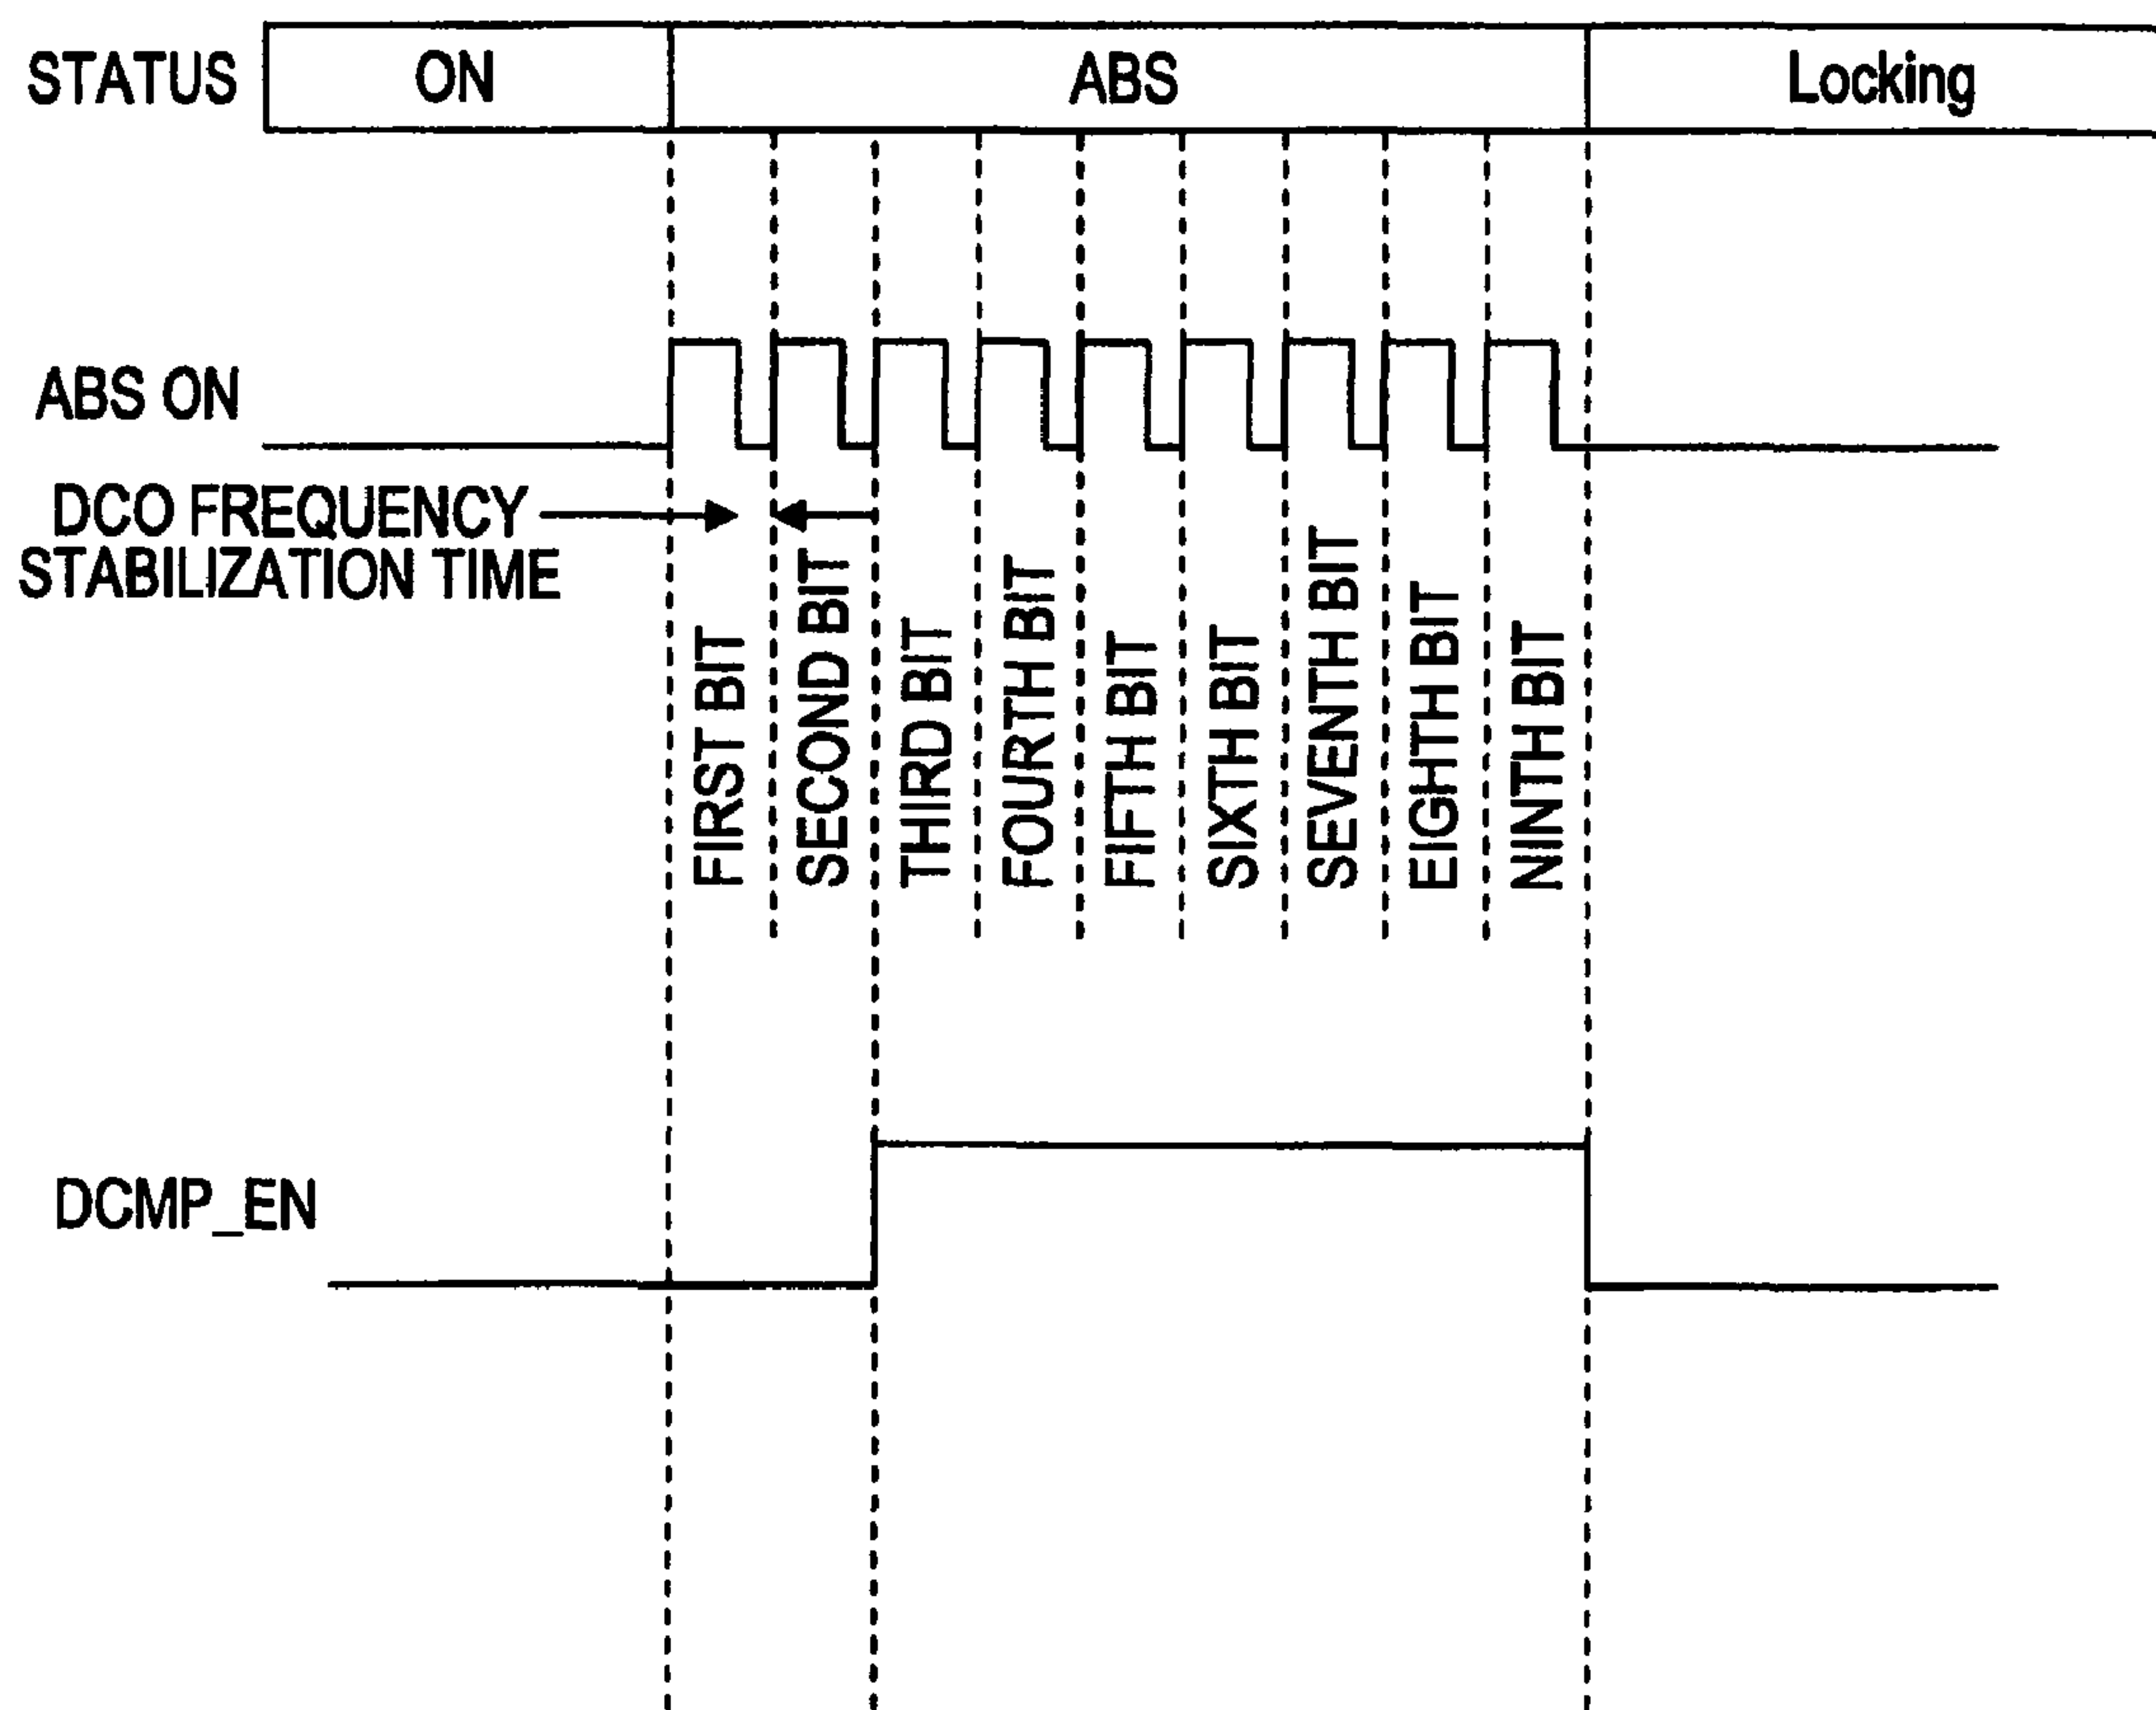 STATUS ON ABS Locking
ABS ON
DCO FREQUENCY
STABILIZATION TIME
FIRST BIT
SECOND BIT
THIRD BIT
FOURTH BIT
FIFTH BIT
SIXTH BIT
SEVENTH BIT
EIGHTH BIT
NINTH BIT
DCMP_EN